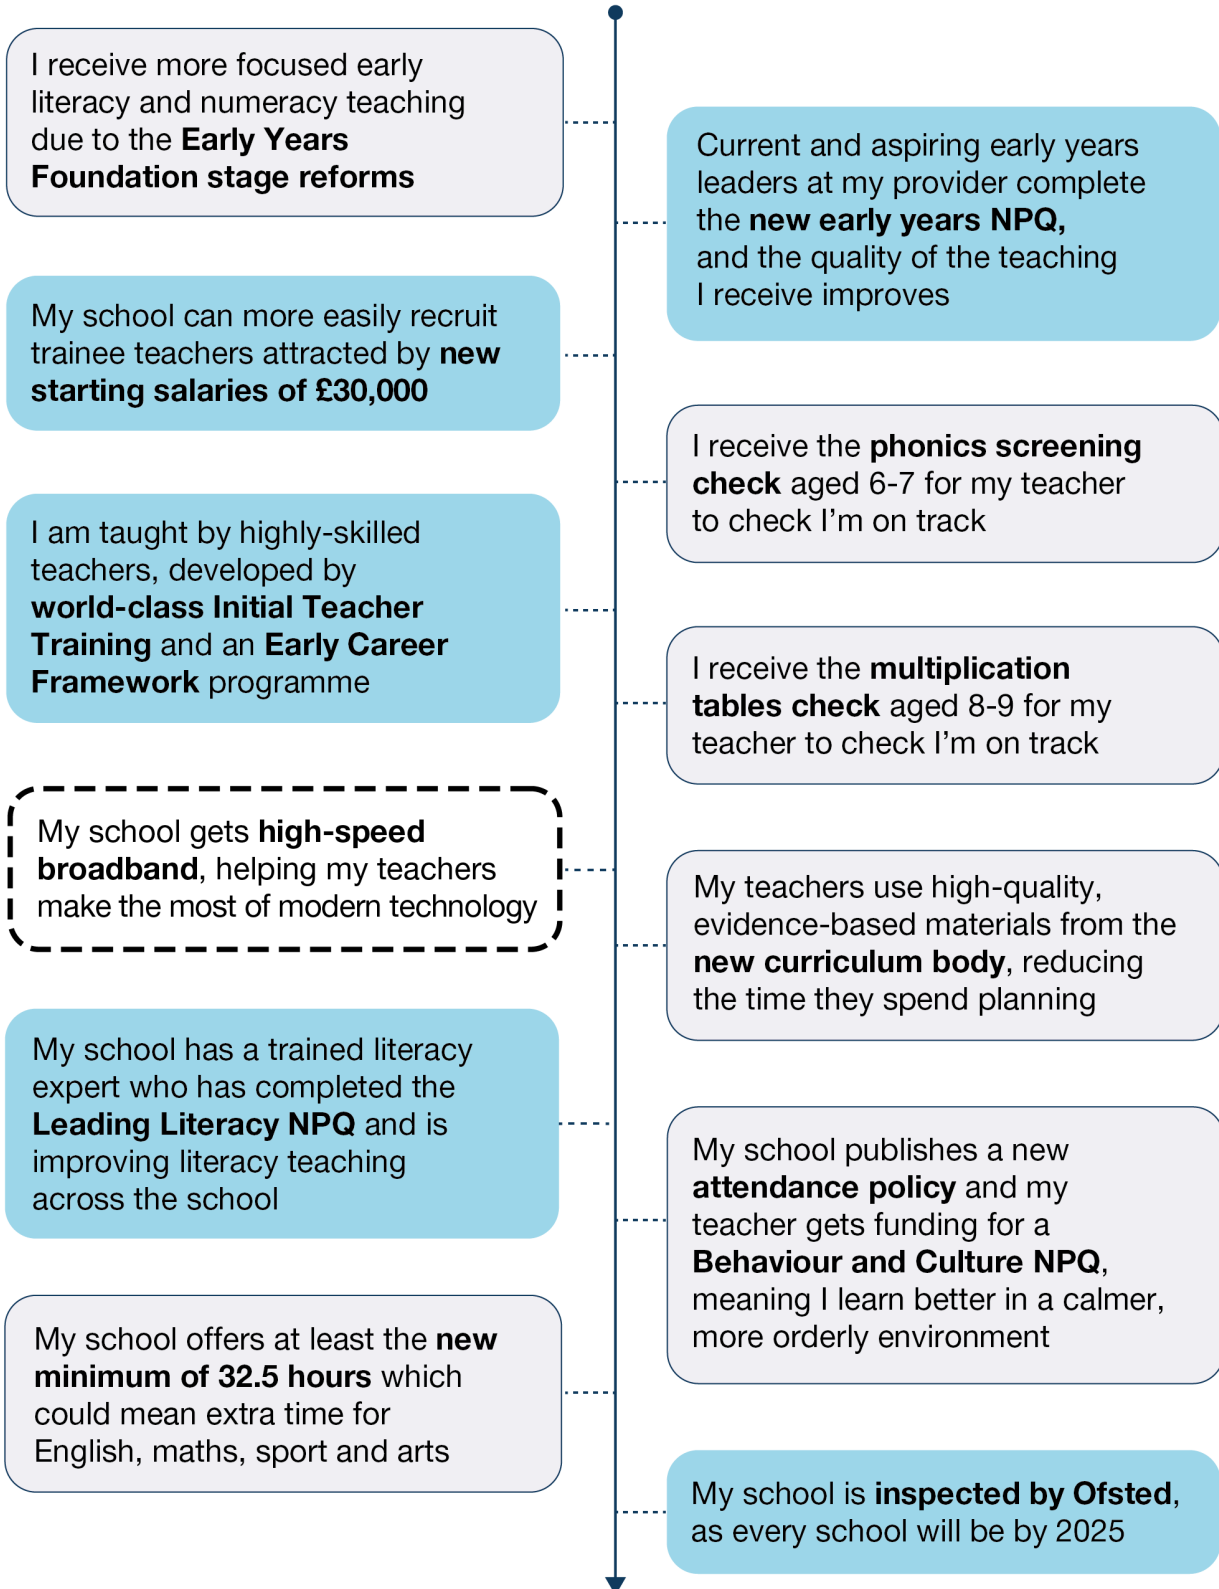 I receive more focused early
literacy and numeracy teaching
due to the Early Years
Foundation stage reforms
Current and aspiring early years
leaders at my provider complete
the new early years NPQ,
and the quality of the teaching
I receive improves
My school can more easily recruit
trainee teachers attracted by new
starting salaries of £30,000
I receive the phonics screening
check aged 6-7 for my teacher
to check I’m on track
I am taught by highly-skilled
teachers, developed by
world-class Initial Teacher
Training and an Early Career
Framework programme
I receive the multiplication
tables check aged 8-9 for my
teacher to check I’m on track
My school gets high-speed
broadband, helping my teachers
make the most of modern technology
My teachers use high-quality,
evidence-based materials from the
new curriculum body, reducing
the time they spend planning
My school has a trained literacy
expert who has completed the
Leading Literacy NPQ and is
improving literacy teaching
across the school
My school publishes a new
attendance policy and my
teacher gets funding for a
Behaviour and Culture NPQ,
meaning I learn better in a calmer,
more orderly environment
My school offers at least the new
minimum of 32.5 hours which
could mean extra time for
English, maths, sport and arts
My school is inspected by Ofsted,
as every school will be by 2025